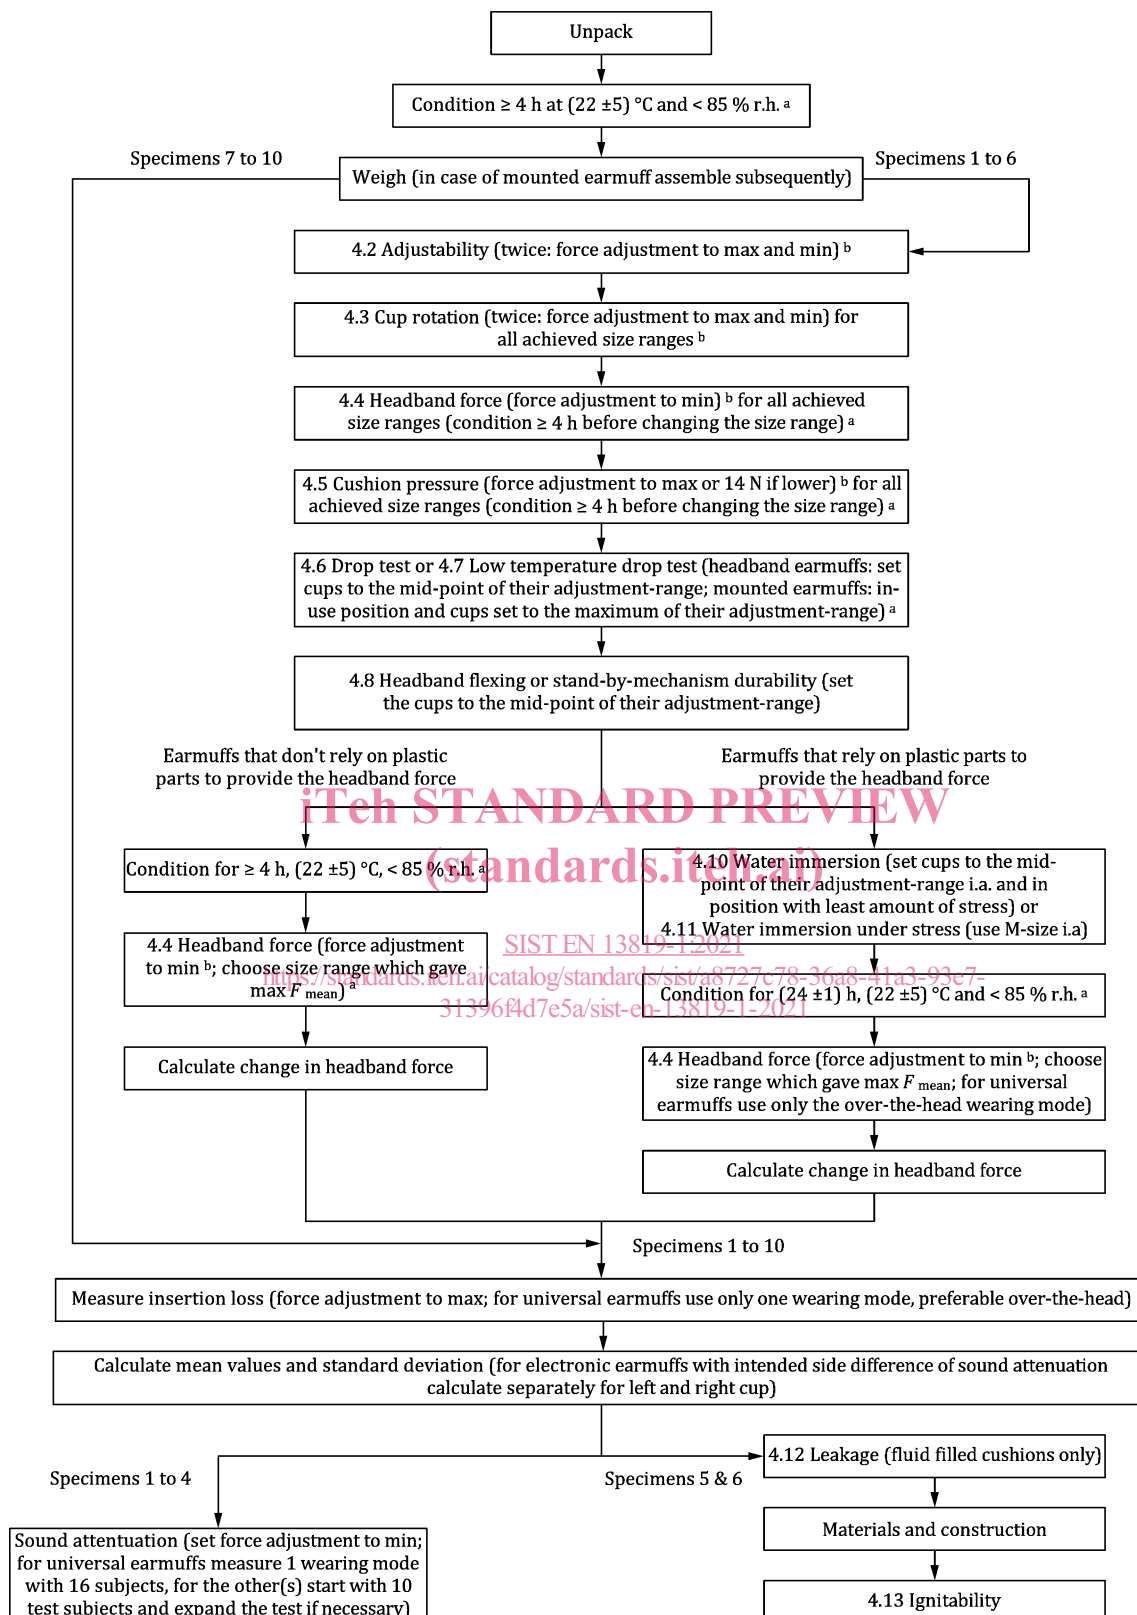 Unpack
Condition ≥ 4 h at (22 ±5) °C and < 85 % r.h. a
Specimens 7 to 10
Specimens 1 to 6
Weigh (in case of mounted earmuff assemble subsequently)
4.2 Adjustability (twice: force adjustment to max and min) b
4.3 Cup rotation (twice: force adjustment to max and min) for
all achieved size ranges b
4.4 Headband force (force adjustment to min) b for all achieved
size ranges (condition ≥ 4 h before changing the size range) a
4.5 Cushion pressure (force adjustment to max or 14 N if lower) b for all
achieved size ranges (condition ≥ 4 h before changing the size range) a
4.6 Drop test or 4.7 Low temperature drop test (headband earmuffs: set
cups to the mid-point of their adjustment-range; mounted earmuffs: in-
use position and cups set to the maximum of their adjustment-range) a
4.8 Headband flexing or stand-by-mechanism durability (set
the cups to the mid-point of their adjustment-range)
Earmuffs that don't rely on plastic
parts to provide the headband force
Earmuffs that rely on plastic parts to
provide the headband force
iTeh STANDARD PREVIEW
(standards.iteh.ai)
Condition for ≥ 4 h, (22 ±5) °C, < 85 % r.h. a
4.10 Water immersion (set cups to the mid-
point of their adjustment-range i.a. and in
position with least amount of stress) or
4.11 Water immersion under stress (use M-size i.a)
4.4 Headband force (force adjustment
to min b; choose size range which gave
max F mean) a
SIST EN 13819-1:2021
https://standards.iteh.ai/catalog/standards/sist/a8727c78-36a8-41a3-93e7-
31396f4d7e5a/sist-en-13819-1-2021
Condition for (24 ±1) h, (22 ±5) °C and < 85 % r.h. a
Calculate change in headband force
4.4 Headband force (force adjustment to min b; choose
size range which gave max F mean; for universal
earmuffs use only the over-the-head wearing mode)
Calculate change in headband force
Specimens 1 to 10
Measure insertion loss (force adjustment to max; for universal earmuffs use only one wearing mode, preferable over-the-head)
Calculate mean values and standard deviation (for electronic earmuffs with intended side difference of sound attenuation
calculate separately for left and right cup)
Specimens 1 to 4
Specimens 5 & 6
4.12 Leakage (fluid filled cushions only)
Materials and construction
4.13 Ignitability
Sound attentuation (set force adjustment to min;
for universal earmuffs measure 1 wearing mode
with 16 subjects, for the other(s) start with 10
test subjects and expand the test if necessary)